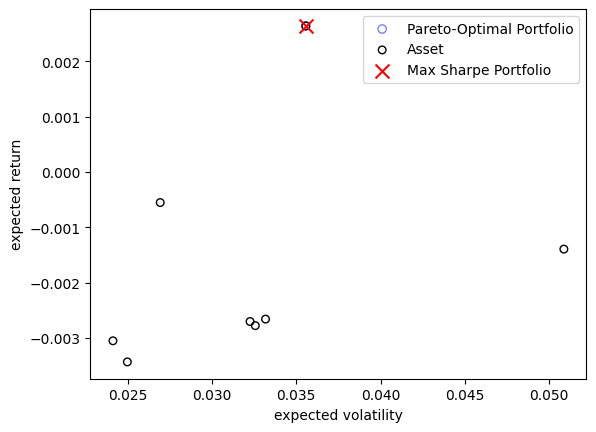 Pareto-Optimal Portfolio
Asset
Max Sharpe Portfolio
0.002
0.001
0.000
−0.001
−0.002
−0.003
expected return
0.025 0.030 0.035 0.040 0.045 0.050
expected volatility